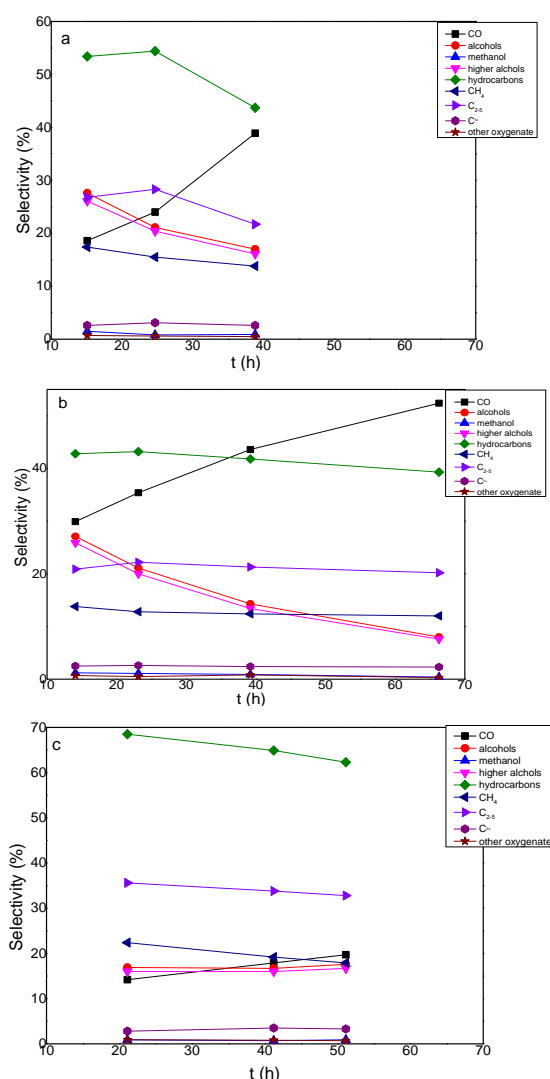 a
60
50
40
30
20
10
0
Selectivity (%)
10 20 30 40 50 60 70
t (h)
CO
alcohols
methanol
higher alchols
hydrocarbons
CH4
C2-5
other oxygenate
b
40
20
0
Selectivity (%)
10 20 30 40 50 60 70
t (h)
CO
alcohols
methanol
higher alchols
hydrocarbons
CH4
C2-5
other oxygenate
c
70
60
50
40
30
20
10
0
Selectivity (%)
10 20 30 40 50 60 70
t (h)
CO
alcohols
methanol
higher alchols
hydrocarbons
CH4
C2-5
other oxygenate